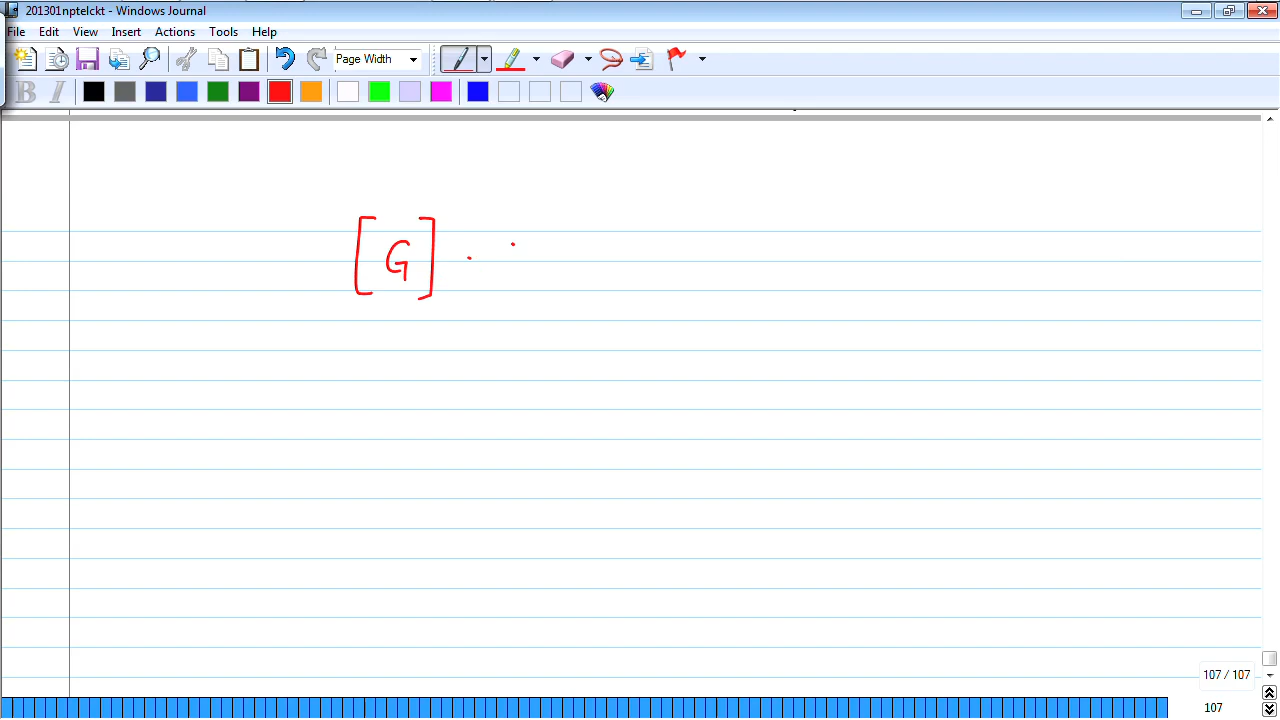 201301nptelckt - Windows Journal
File Edit View Insert Actions Tools Help
Page Width
B I
[G] ·
107 / 107
107